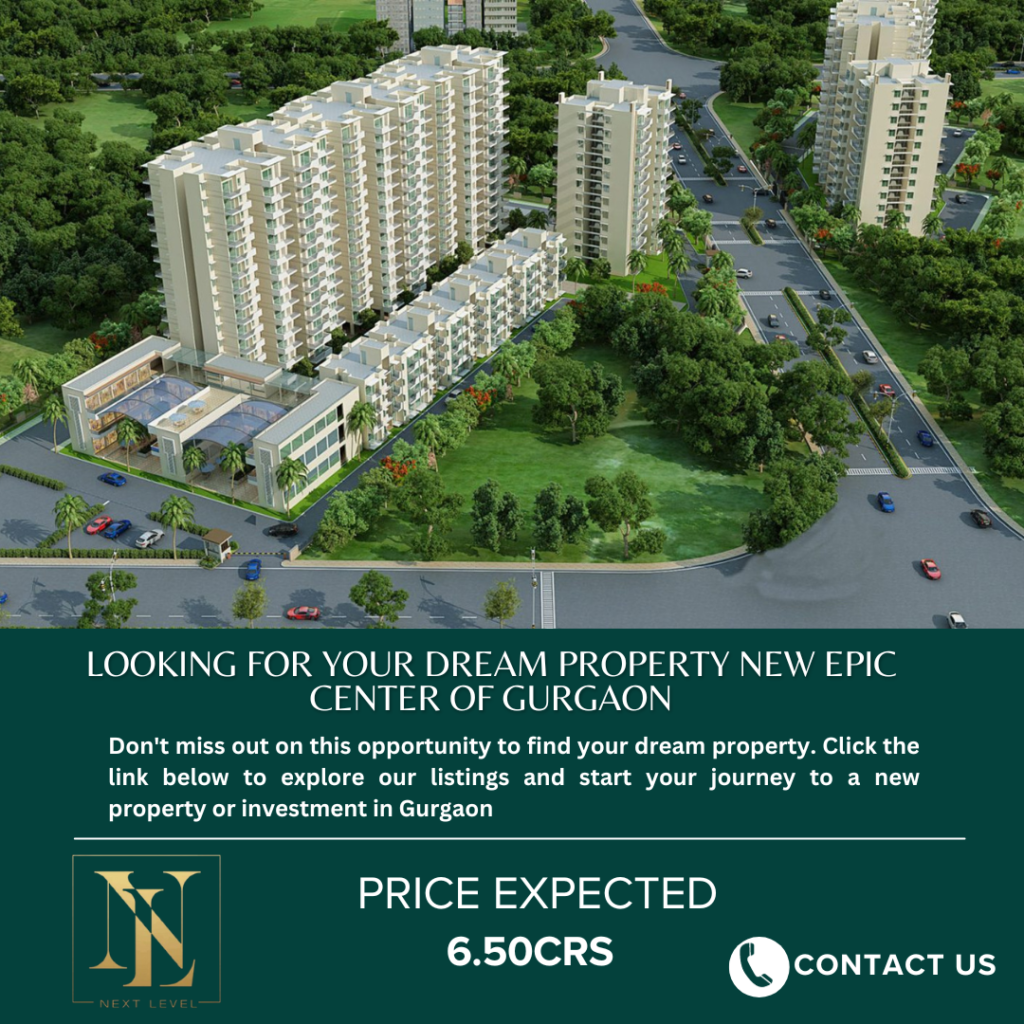 LOOKING FOR YOUR DREAM PROPERTY NEW EPIC
CENTER OF GURGAON
Don't miss out on this opportunity to find your dream property. Click the
link below to explore our listings and start your journey to a new
property or investment in Gurgaon
NL
NEXT LEVEL
PRICE EXPECTED
6.50CRS
CONTACT US